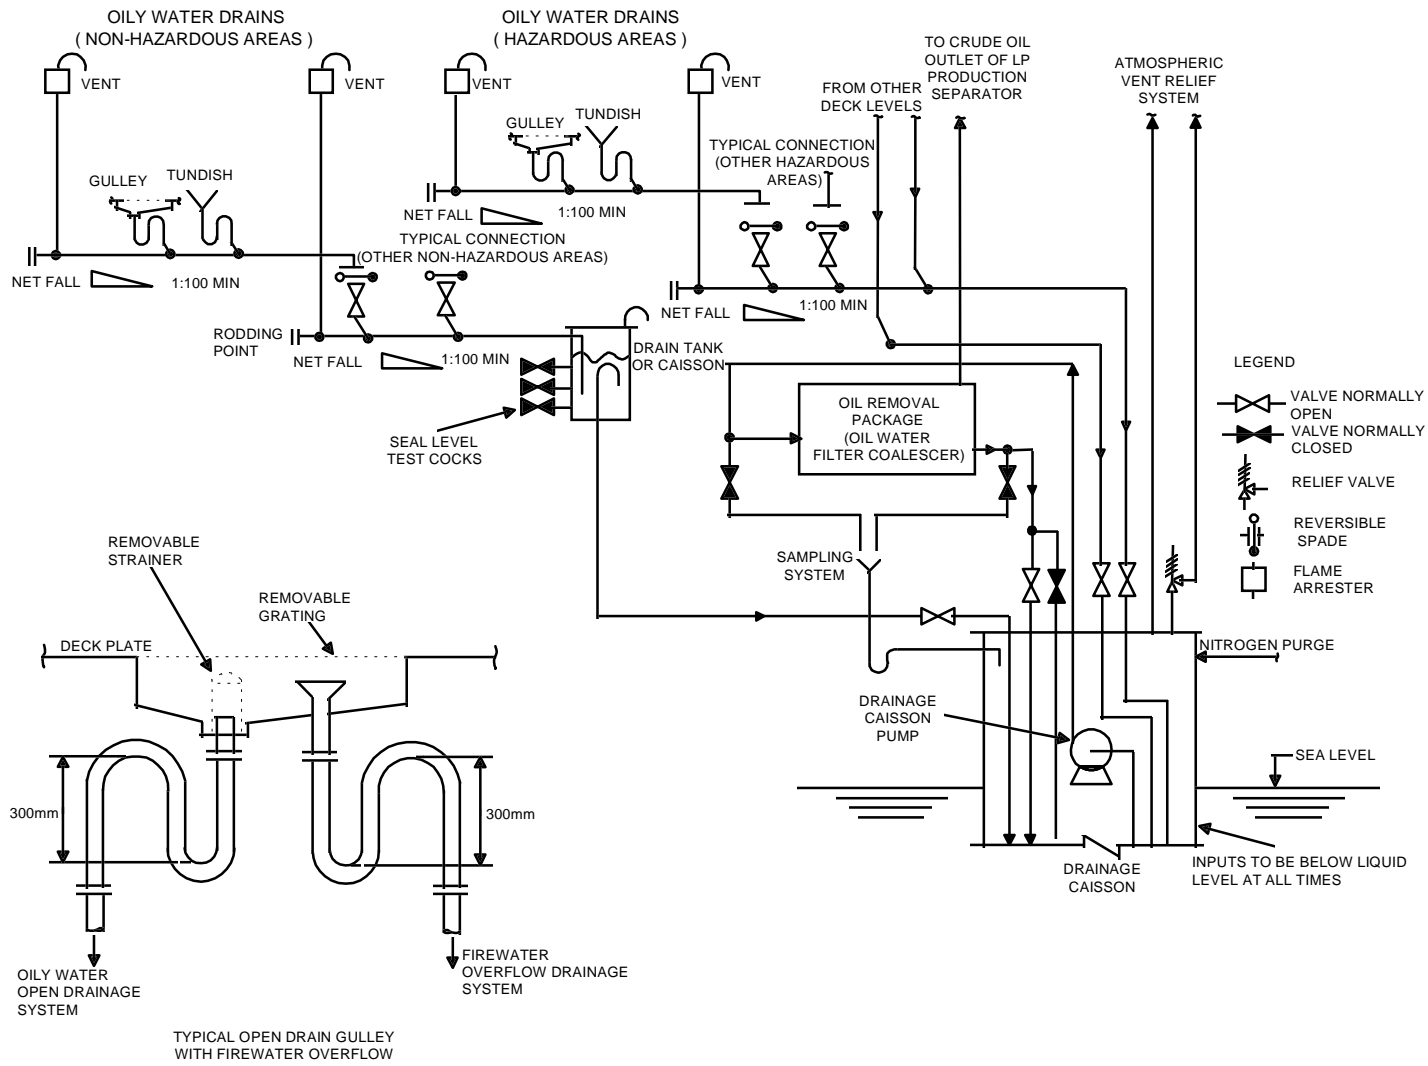 OILY WATER DRAINS
( NON-HAZARDOUS AREAS )
OILY WATER DRAINS
( HAZARDOUS AREAS )
TO CRUDE OIL
OUTLET OF LP
PRODUCTION
SEPARATOR
ATMOSPHERIC
VENT RELIEF
SYSTEM
VENT
VENT
VENT
VENT
FROM OTHER
DECK LEVELS
GULLEY
TUNDISH
TYPICAL CONNECTION
(OTHER HAZARDOUS
AREAS)
GULLEY
TUNDISH
NET FALL
1:100 MIN
TYPICAL CONNECTION
(OTHER NON-HAZARDOUS AREAS)
NET FALL
1:100 MIN
NET FALL
1:100 MIN
RODDING
POINT
NET FALL
1:100 MIN
DRAIN TANK
OR CAISSON
SEAL LEVEL
TEST COCKS
OIL REMOVAL
PACKAGE
(OIL WATER
FILTER COALESCER)
LEGEND
VALVE NORMALLY
OPEN
VALVE NORMALLY
CLOSED
RELIEF VALVE
REVERSIBLE
SPADE
FLAME
ARRESTER
SAMPLING
SYSTEM
NITROGEN PURGE
DRAINAGE
CAISSON
PUMP
SEA LEVEL
DRAINAGE
CAISSON
INPUTS TO BE BELOW LIQUID
LEVEL AT ALL TIMES
REMOVABLE
STRAINER
REMOVABLE
GRATING
DECK PLATE
300mm
300mm
OILY WATER
OPEN DRAINAGE
SYSTEM
FIREWATER
OVERFLOW DRAINAGE
SYSTEM
TYPICAL OPEN DRAIN GULLEY
WITH FIREWATER OVERFLOW